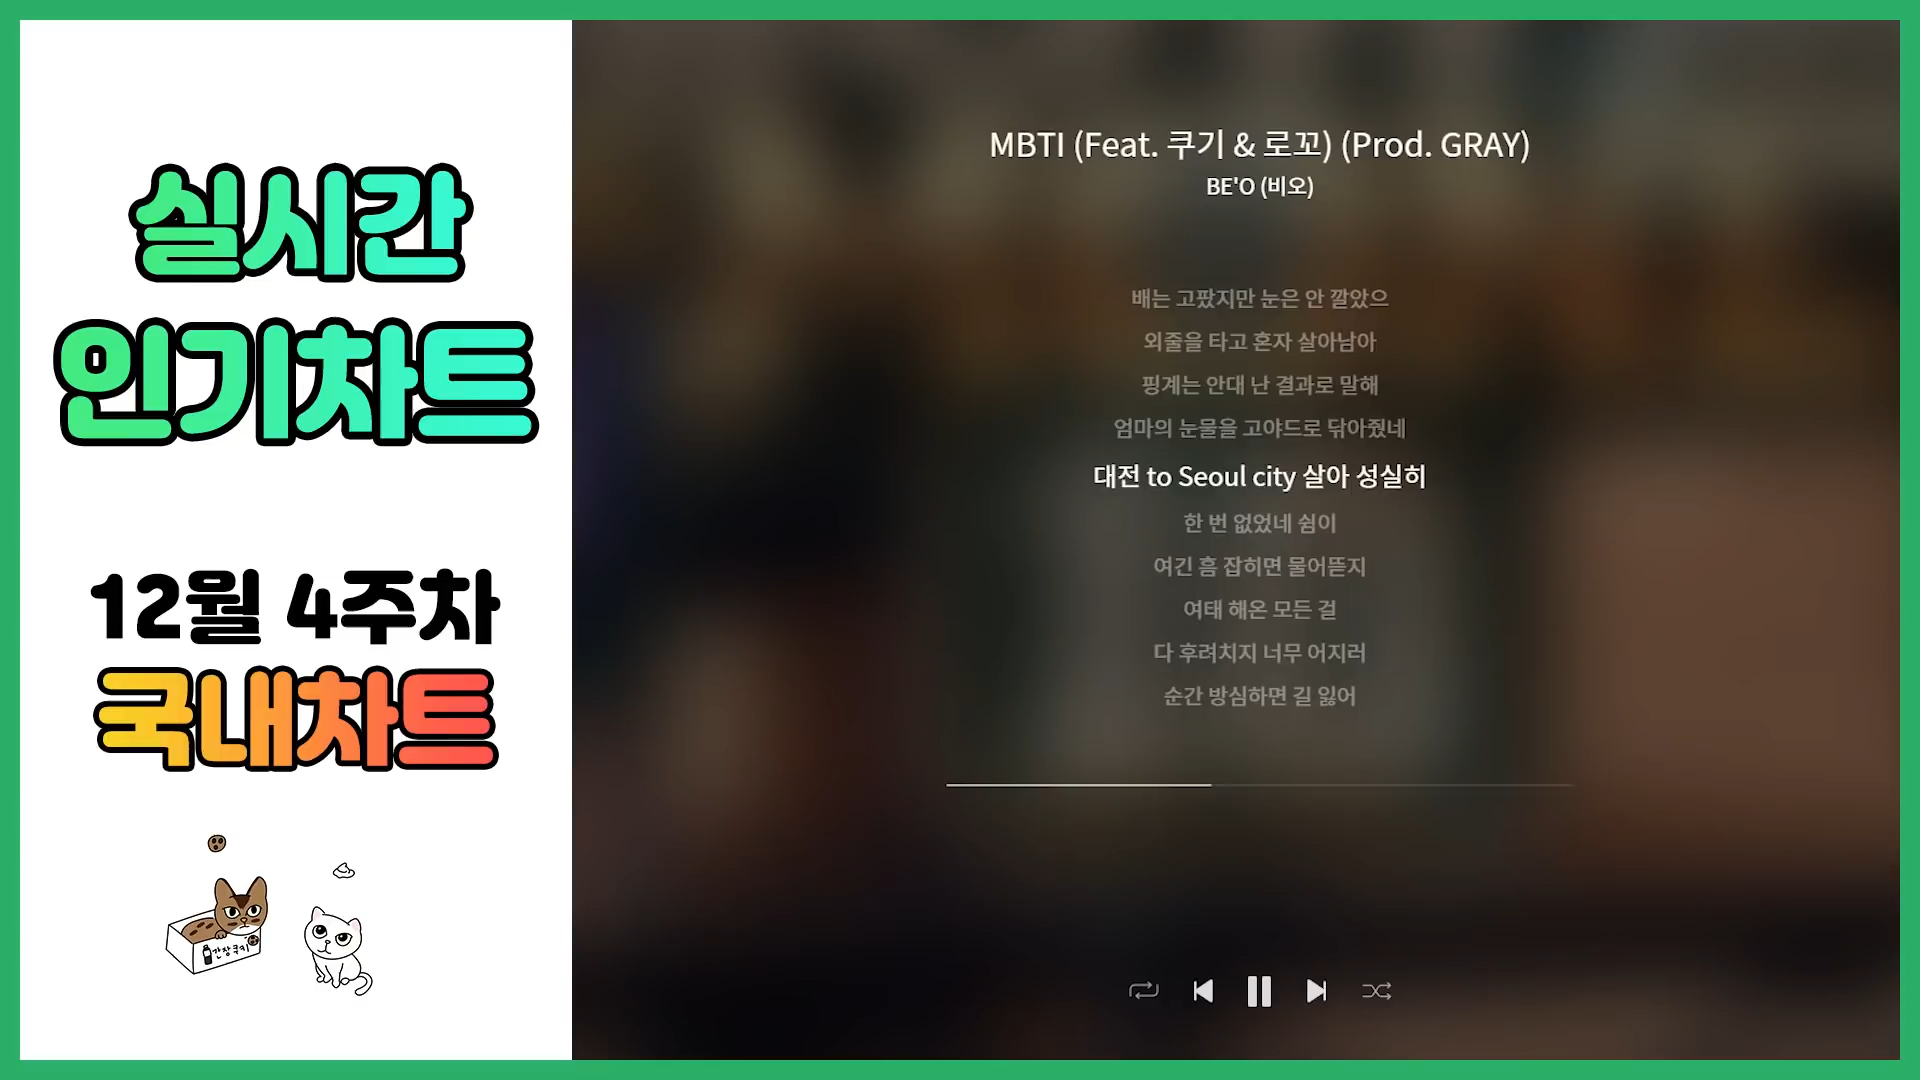 실시간
인기차트
12월 4주차
국내차트
간장쿠키
MBTI (Feat. 쿠기 & 로꼬) (Prod. GRAY)
BE'O (비오)
배는 고팠지만 눈은 안 깔았으
외줄을 타고 혼자 살아남아
핑계는 안대 난 결과로 말해
엄마의 눈물을 고야드로 닦아줬네
대전 to Seoul city 살아 성실히
한 번 없었네 쉼이
여긴 흠 잡히면 물어뜯지
여태 해온 모든 걸
다 후려치지 너무 어지러
순간 방심하면 길 잃어